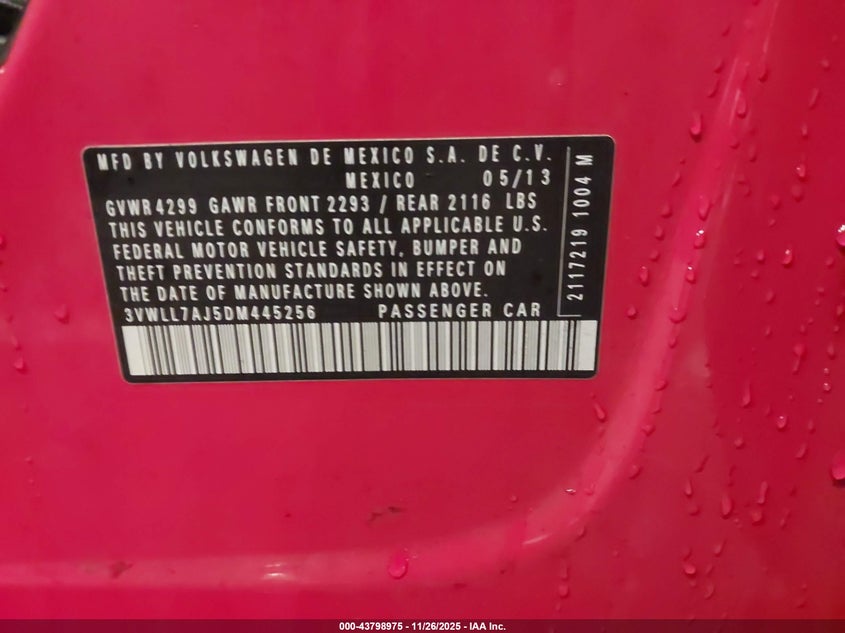 MFD BY VOLKSWAGEN DE MEXICO S.A. DE C.V.
MEXICO 05/13
GVWR 4299 GAWR FRONT 2293 / REAR 2116 LBS
THIS VEHICLE CONFORMS TO ALL APPLICABLE U.S.
FEDERAL MOTOR VEHICLE SAFETY, BUMPER AND
THEFT PREVENTION STANDARDS IN EFFECT ON
THE DATE OF MANUFACTURE SHOWN ABOVE.
3VWLL7AJ5DM445256 PASSENGER CAR
2117219 1004 M
000-43798975 - 11/26/2025 - IAA Inc.